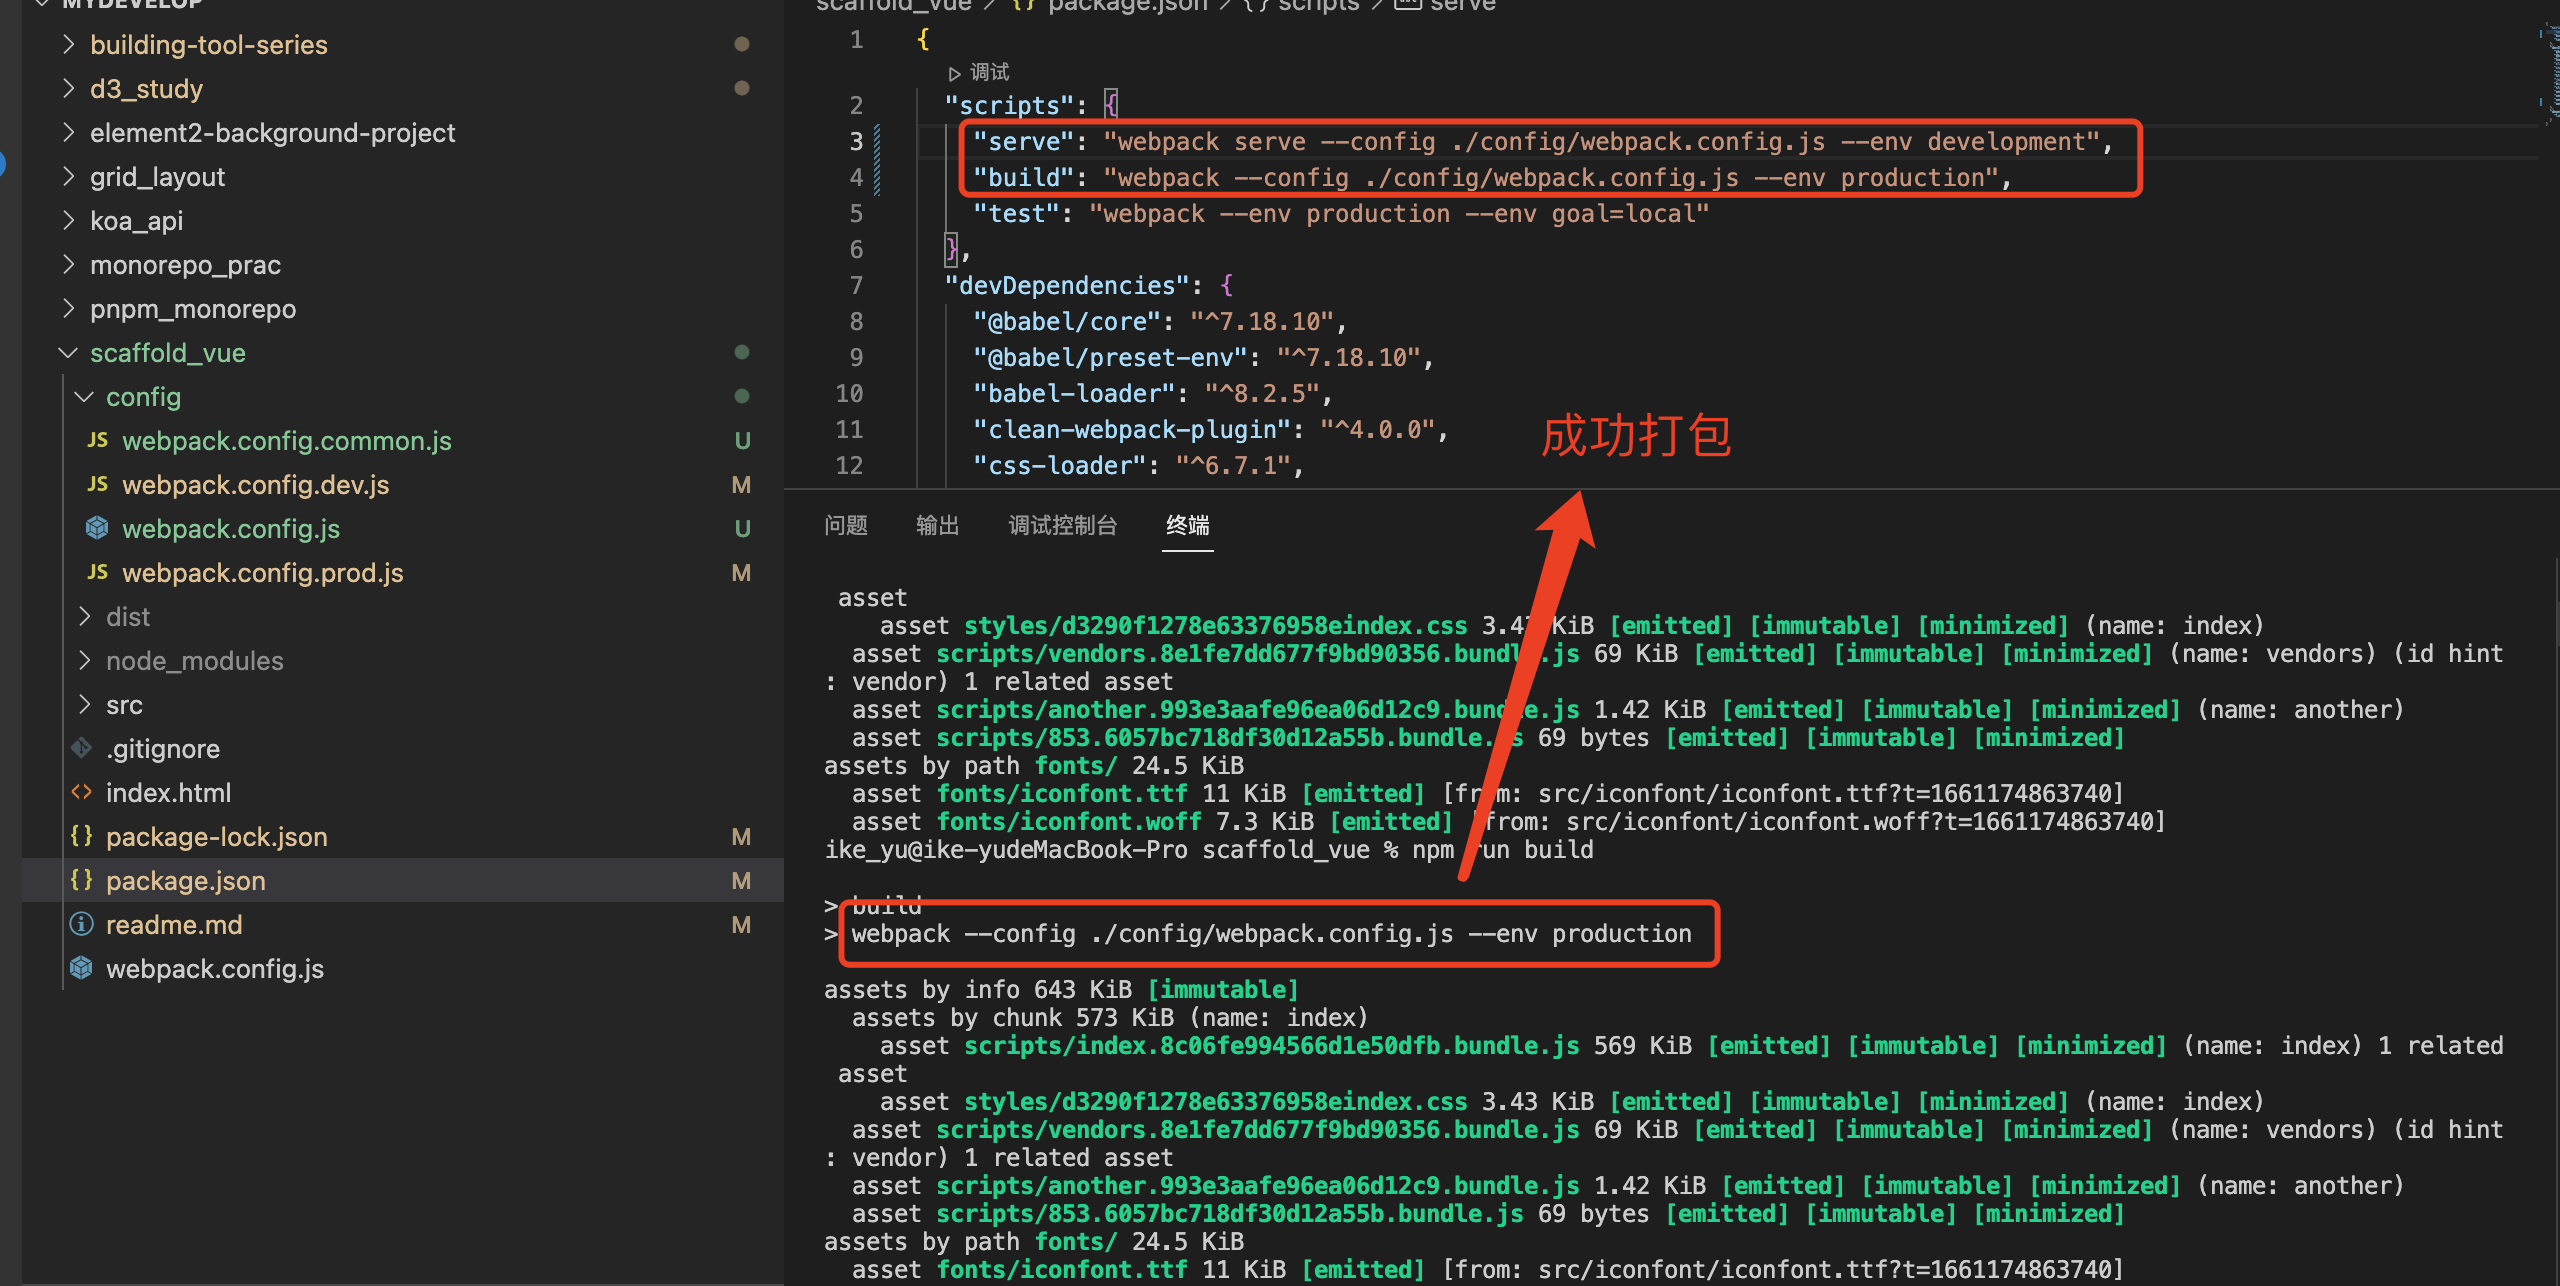 MYDEVELOP
building-tool-series
d3_study
element2-background-project
grid_layout
koa_api
monorepo_prac
pnpm_monorepo
scaffold_vue
config
JS webpack.config.common.js U
JS webpack.config.dev.js M
webpack.config.js U
JS webpack.config.prod.js M
dist
node_modules
src
.gitignore
<> index.html
{} package-lock.json M
{} package.json M
readme.md M
webpack.config.js
scaffold_vue > {} package.json > {} scripts > serve
1 {
调试
2 "scripts": {
3 "serve": "webpack serve --config ./config/webpack.config.js --env development",
4 "build": "webpack --config ./config/webpack.config.js --env production",
5 "test": "webpack --env production --env goal=local"
6 },
7 "devDependencies": {
8 "@babel/core": "^7.18.10",
9 "@babel/preset-env": "^7.18.10",
10 "babel-loader": "^8.2.5",
11 "clean-webpack-plugin": "^4.0.0",
12 "css-loader": "^6.7.1",
成功打包
问题 输出 调试控制台 终端
asset
asset styles/d3290f1278e63376958eindex.css 3.4 KiB [emitted] [immutable] [minimized] (name: index)
asset scripts/vendors.8e1fe7dd677f9bd90356.bundle.js 69 KiB [emitted] [immutable] [minimized] (name: vendors) (id hint
: vendor) 1 related asset
asset scripts/another.993e3aafe96ea06d12c9.bundle.js 1.42 KiB [emitted] [immutable] [minimized] (name: another)
asset scripts/853.6057bc718df30d12a55b.bundle.js 69 bytes [emitted] [immutable] [minimized]
assets by path fonts/ 24.5 KiB
asset fonts/iconfont.ttf 11 KiB [emitted] [from: src/iconfont/iconfont.ttf?t=1661174863740]
asset fonts/iconfont.woff 7.3 KiB [emitted] [from: src/iconfont/iconfont.woff?t=1661174863740]
ike_yu@ike-yudeMacBook-Pro scaffold_vue % npm run build
> build
> webpack --config ./config/webpack.config.js --env production
assets by info 643 KiB [immutable]
assets by chunk 573 KiB (name: index)
asset scripts/index.8c06fe994566d1e50dfb.bundle.js 569 KiB [emitted] [immutable] [minimized] (name: index) 1 related
asset
asset styles/d3290f1278e63376958eindex.css 3.43 KiB [emitted] [immutable] [minimized] (name: index)
asset scripts/vendors.8e1fe7dd677f9bd90356.bundle.js 69 KiB [emitted] [immutable] [minimized] (name: vendors) (id hint
: vendor) 1 related asset
asset scripts/another.993e3aafe96ea06d12c9.bundle.js 1.42 KiB [emitted] [immutable] [minimized] (name: another)
asset scripts/853.6057bc718df30d12a55b.bundle.js 69 bytes [emitted] [immutable] [minimized]
assets by path fonts/ 24.5 KiB
asset fonts/iconfont.ttf 11 KiB [emitted] [from: src/iconfont/iconfont.ttf?t=1661174863740]